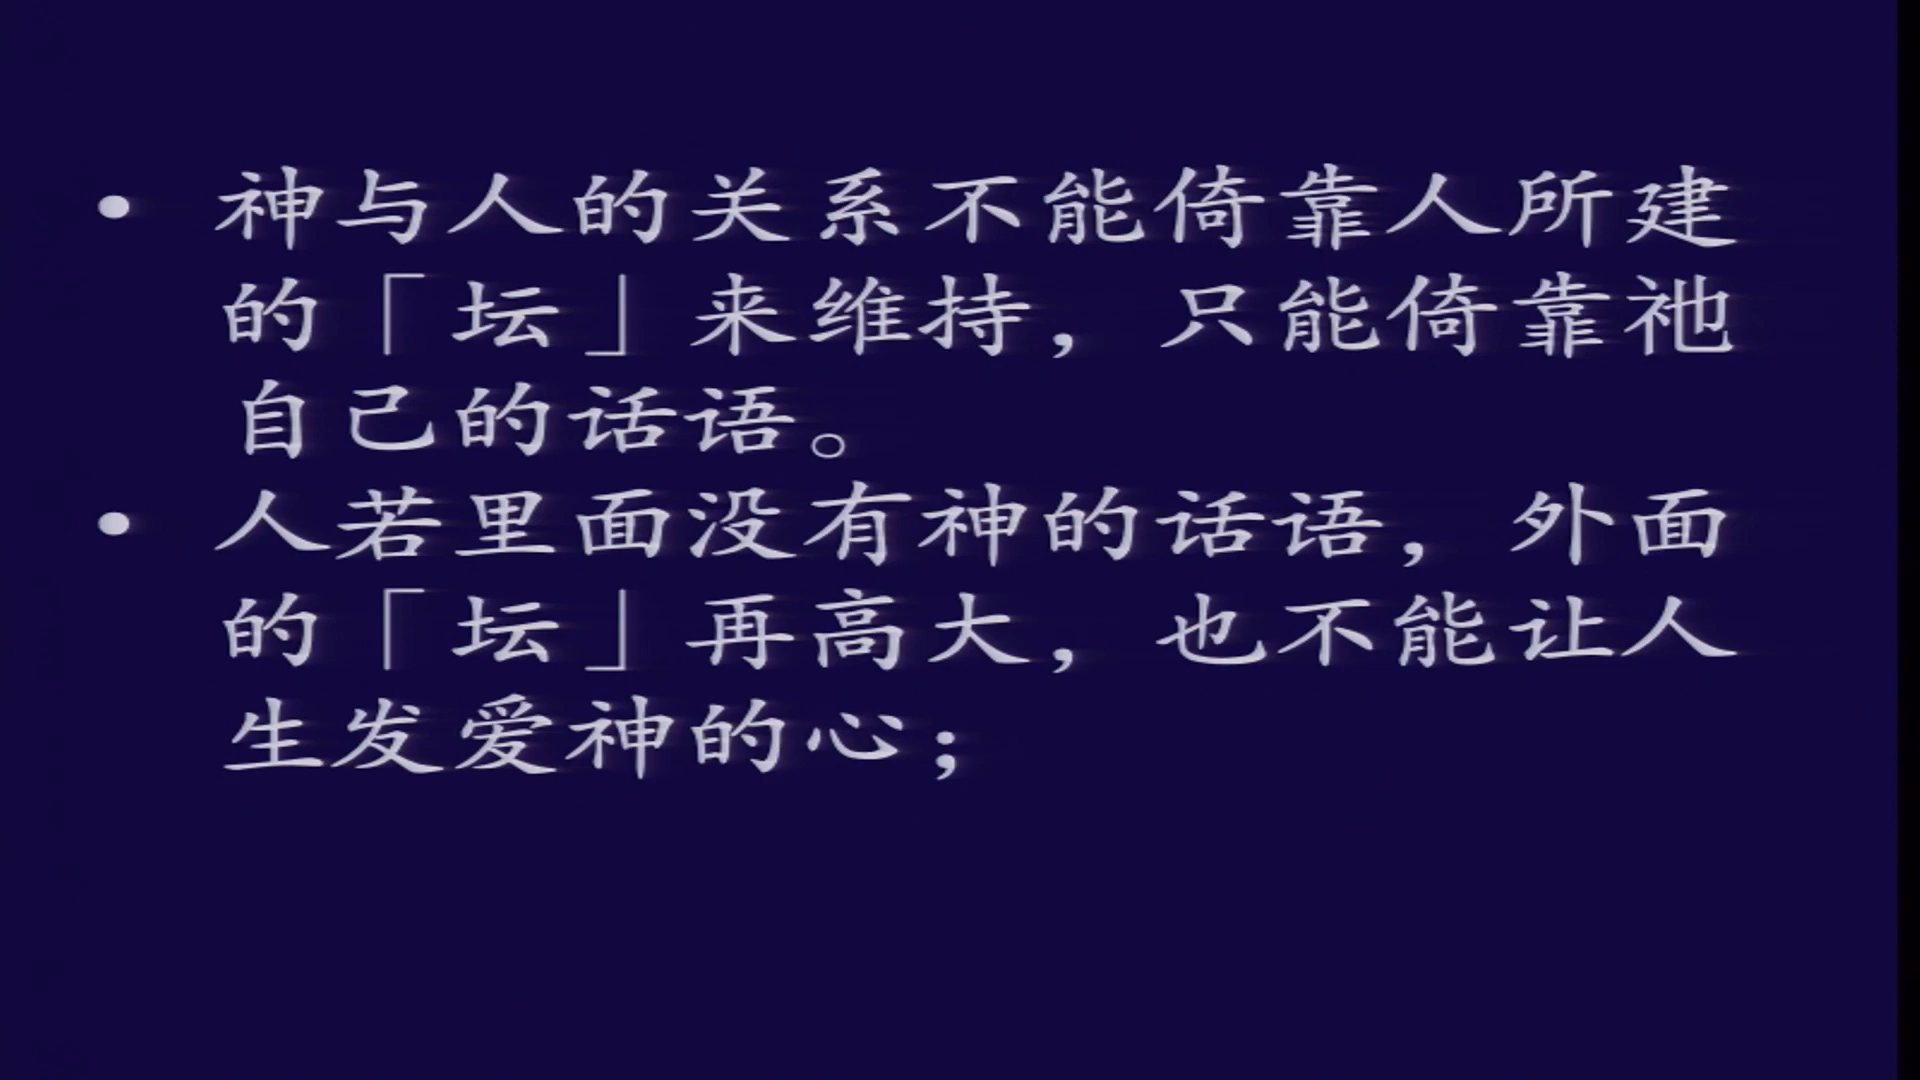 • 神与人的关系不能倚靠人所建
的「坛」来维持，只能倚靠祂
自己的话语。
• 人若里面没有神的话语，外面
的「坛」再高大，也不能让人
生发爱神的心；